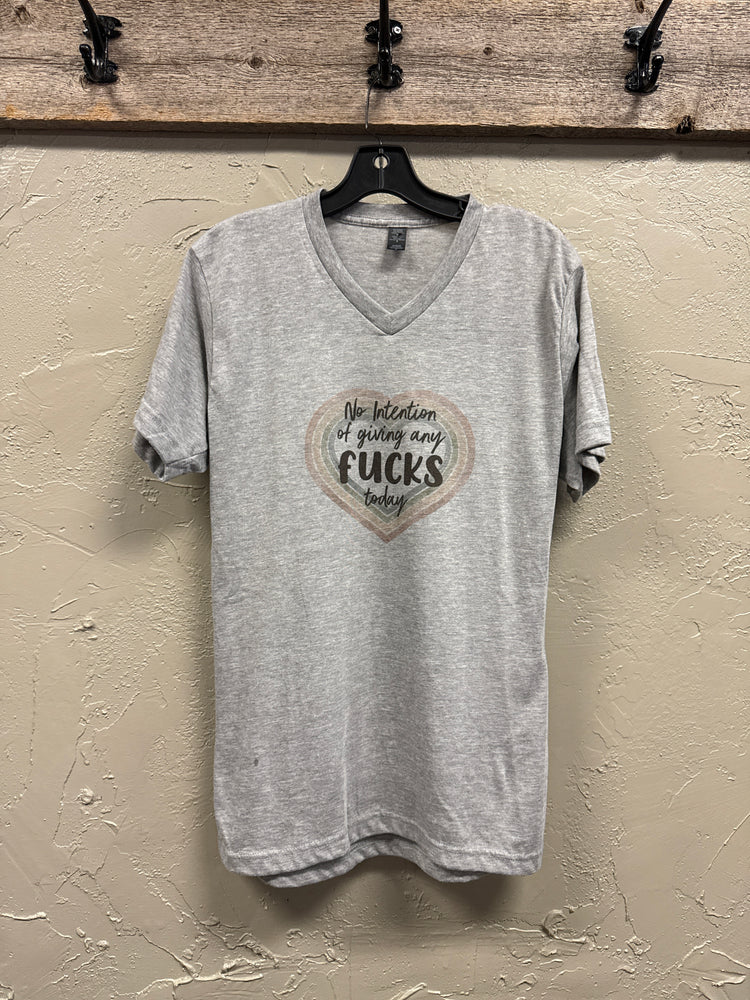 No Intention
of giving any
FUCKS
today